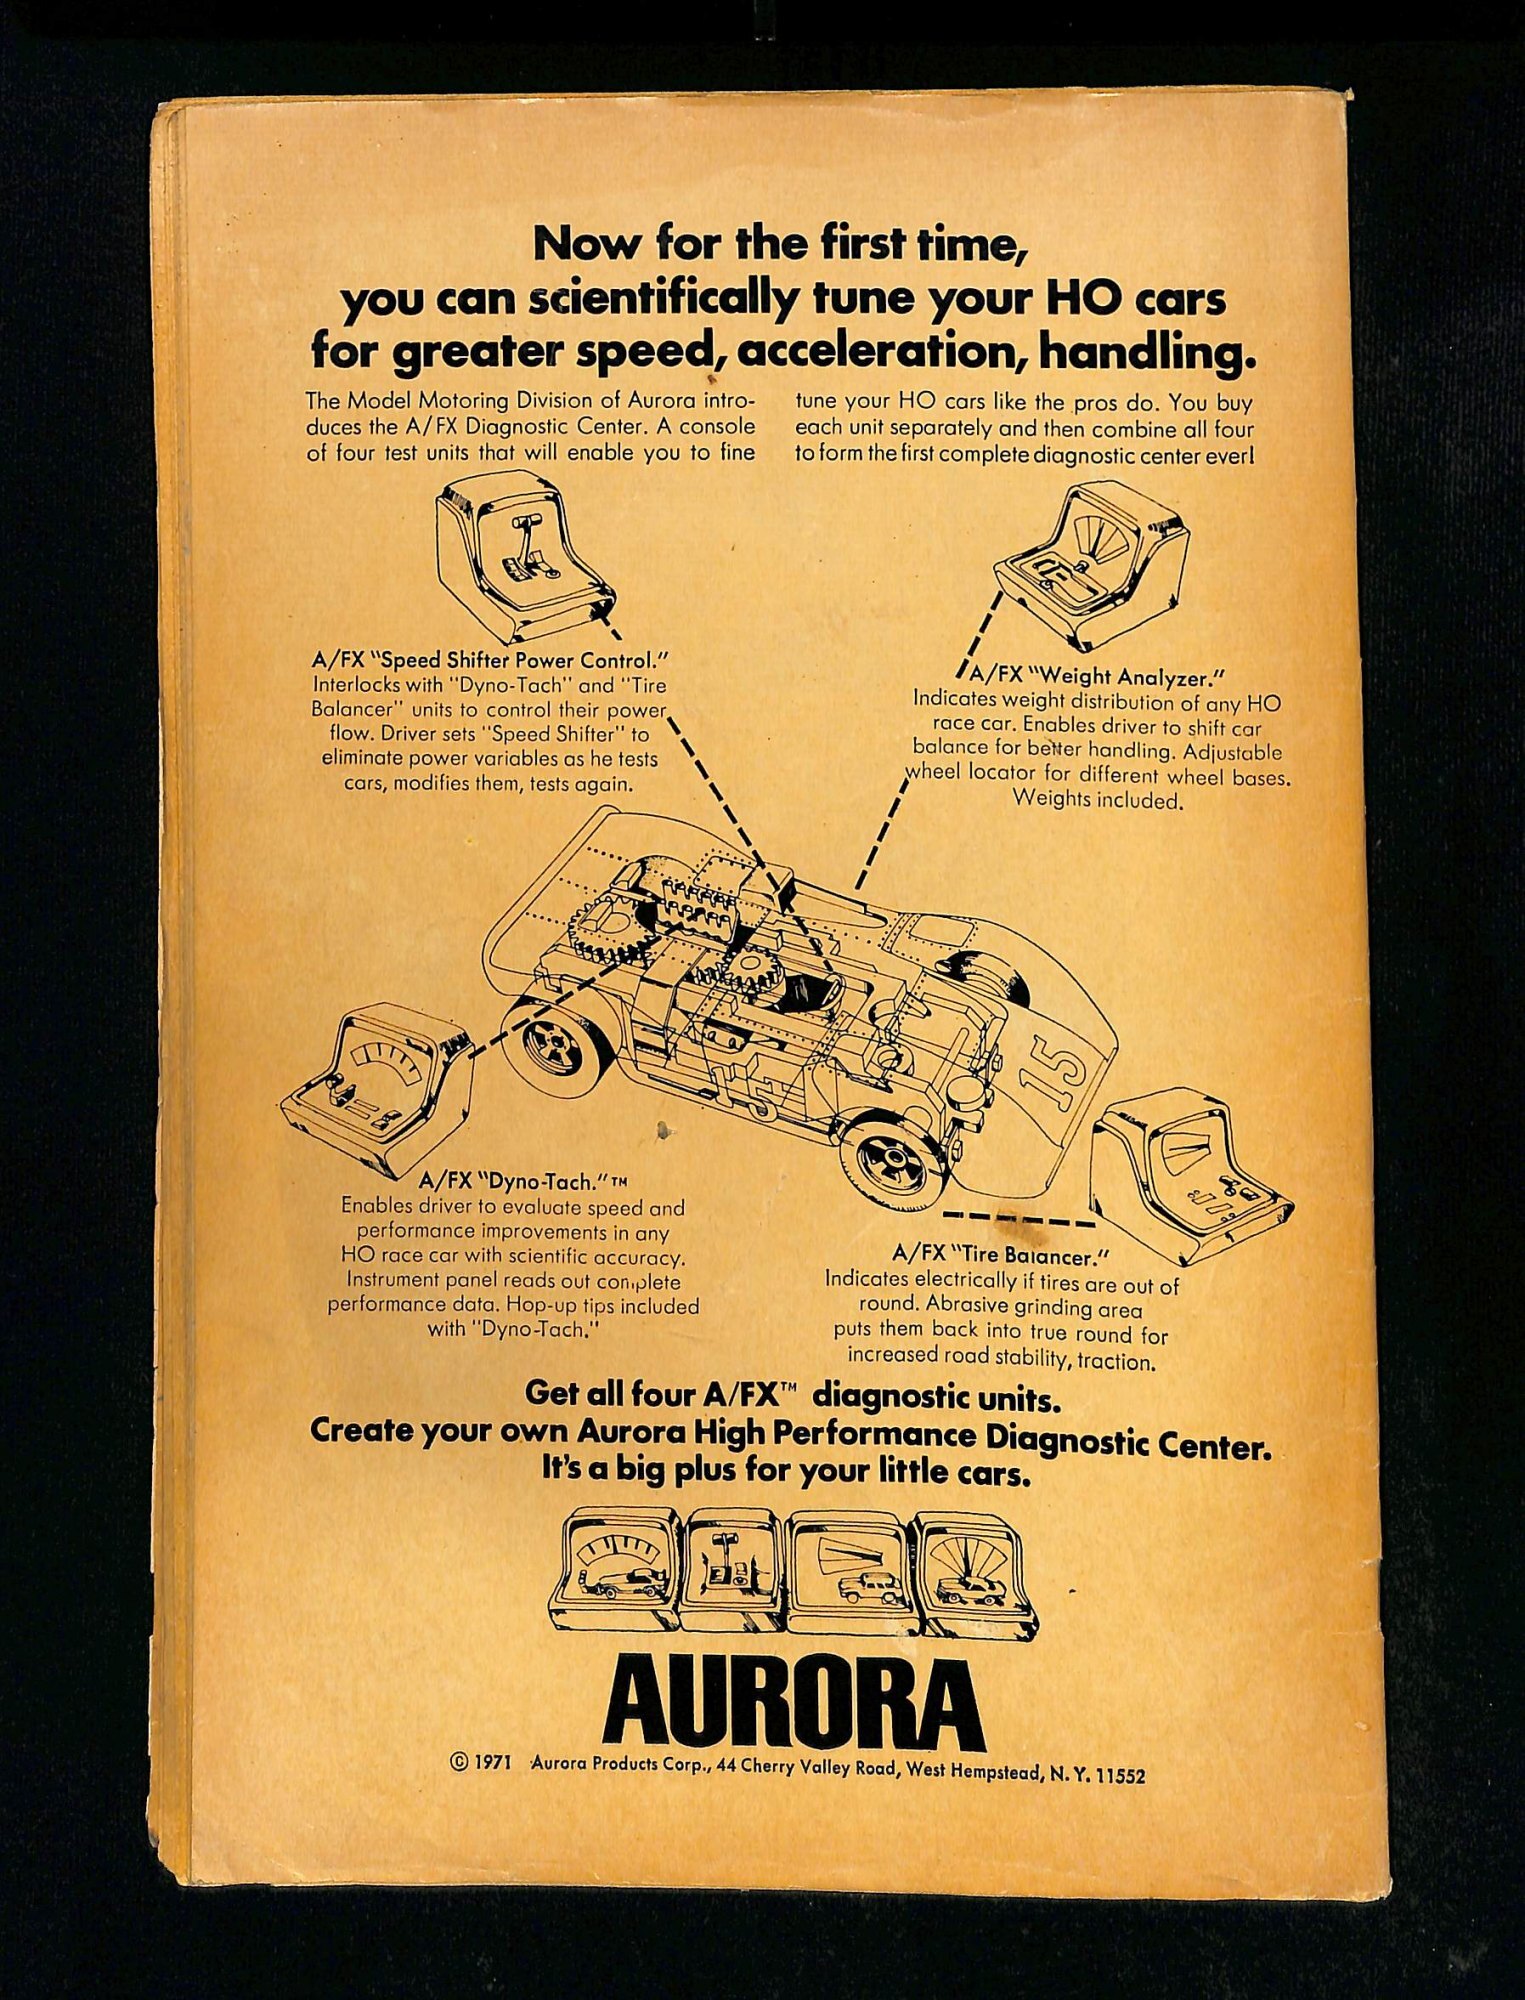 Now for the first time,
you can scientifically tune your HO cars
for greater speed, acceleration, handling.
The Model Motoring Division of Aurora intro-
duces the A/FX Diagnostic Center. A console
of four test units that will enable you to fine
tune your HO cars like the pros do. You buy
each unit separately and then combine all four
to form the first complete diagnostic center ever!
A/FX "Speed Shifter Power Control."
Interlocks with "Dyno-Tach" and "Tire
Balancer" units to control their power
flow. Driver sets "Speed Shifter" to
eliminate power variables as he tests
cars, modifies them, tests again.
A/FX "Weight Analyzer."
Indicates weight distribution of any HO
race car. Enables driver to shift car
balance for better handling. Adjustable
wheel locator for different wheel bases.
Weights included.
15
15
A/FX "Dyno-Tach."™
Enables driver to evaluate speed and
performance improvements in any
HO race car with scientific accuracy.
Instrument panel reads out complete
performance data. Hop-up tips included
with "Dyno-Tach."
A/FX "Tire Balancer."
Indicates electrically if tires are out of
round. Abrasive grinding area
puts them back into true round for
increased road stability, traction.
Get all four A/FX™ diagnostic units.
Create your own Aurora High Performance Diagnostic Center.
It's a big plus for your little cars.
AURORA
© 1971 Aurora Products Corp., 44 Cherry Valley Road, West Hempstead, N.Y. 11552